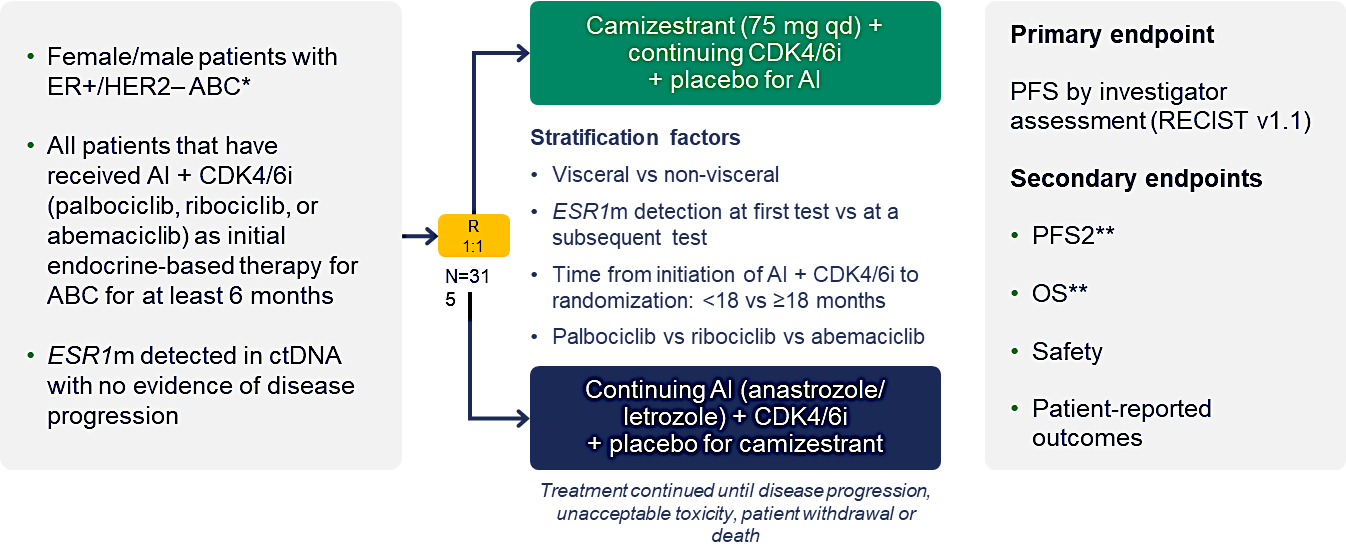 • Female/male patients with
ER+/HER2– ABC*
• All patients that have
received AI + CDK4/6i
(palbociclib, ribociclib, or
abemaciclib) as initial
endocrine-based therapy for
ABC for at least 6 months
• ESR1m detected in ctDNA
with no evidence of disease
progression
R
1:1
N=31
5
Camizestrant (75 mg qd) +
continuing CDK4/6i
+ placebo for AI
Stratification factors
• Visceral vs non-visceral
• ESR1m detection at first test vs at a
subsequent test
• Time from initiation of AI + CDK4/6i to
randomization: <18 vs ≥18 months
• Palbociclib vs ribociclib vs abemaciclib
Continuing AI (anastrozole/
letrozole) + CDK4/6i
+ placebo for camizestrant
Treatment continued until disease progression,
unacceptable toxicity, patient withdrawal or
death
Primary endpoint
PFS by investigator
assessment (RECIST v1.1)
Secondary endpoints
• PFS2**
• OS**
• Safety
• Patient-reported
outcomes